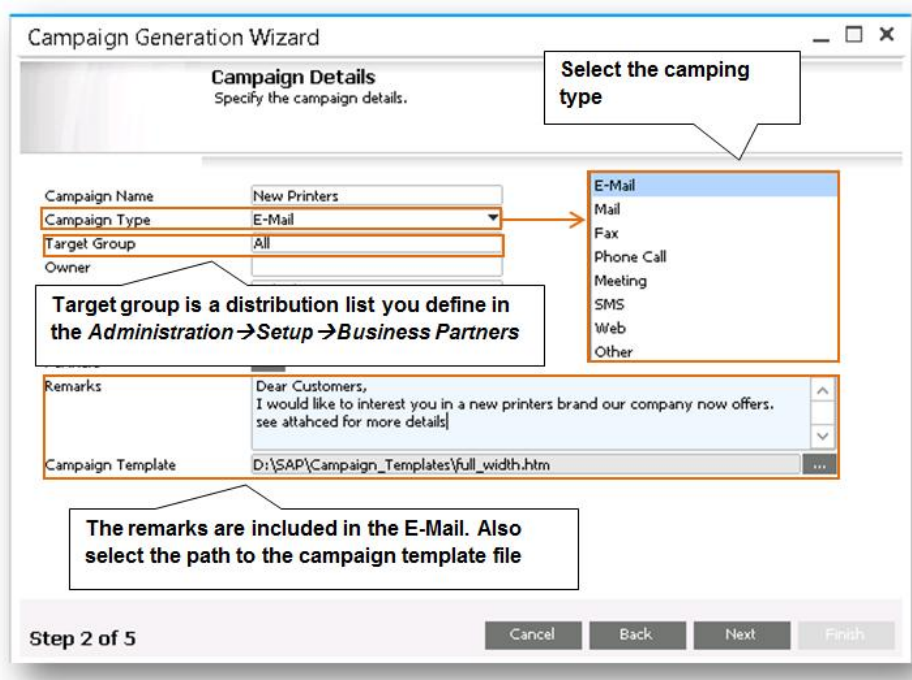 Campaign Generation Wizard
Campaign Details
Specify the campaign details.
Select the camping
type
Campaign Name New Printers
Campaign Type E-Mail
Target Group All
Owner
E-Mail
Mail
Fax
Phone Call
Meeting
SMS
Web
Other
Target group is a distribution list you define in
the Administration→Setup→Business Partners
Remarks
Dear Customers,
I would like to interest you in a new printers brand our company now offers.
see attahced for more details
Campaign Template D:\SAP\Campaign_Templates\full_width.htm ...
The remarks are included in the E-Mail. Also
select the path to the campaign template file
Step 2 of 5
Cancel Back Next Finish